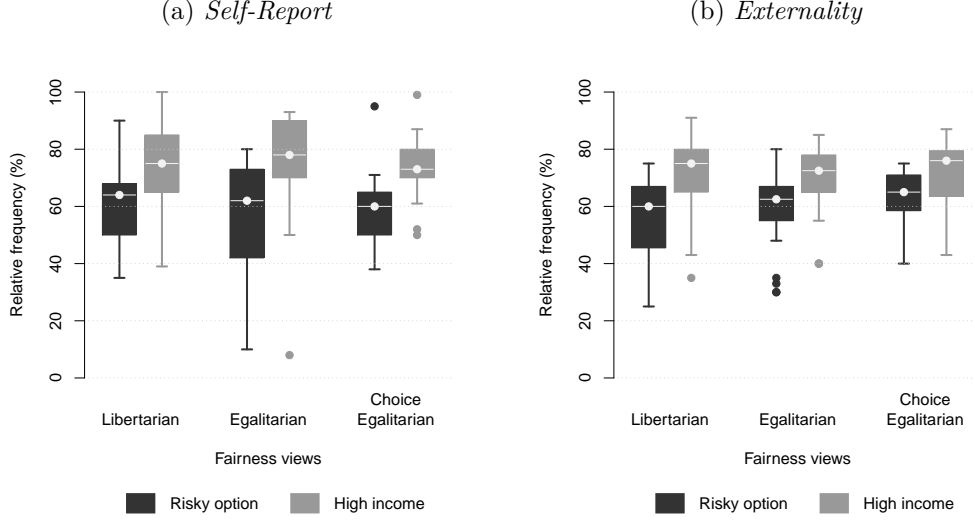 (a) Self-Report
Relative frequency (%)
100
80
60
40
20
0
Libertarian
Egalitarian
Choice
Egalitarian
Fairness views
Risky option
High income
(b) Externality
Relative frequency (%)
100
80
60
40
20
0
Libertarian
Egalitarian
Choice
Egalitarian
Fairness views
Risky option
High income